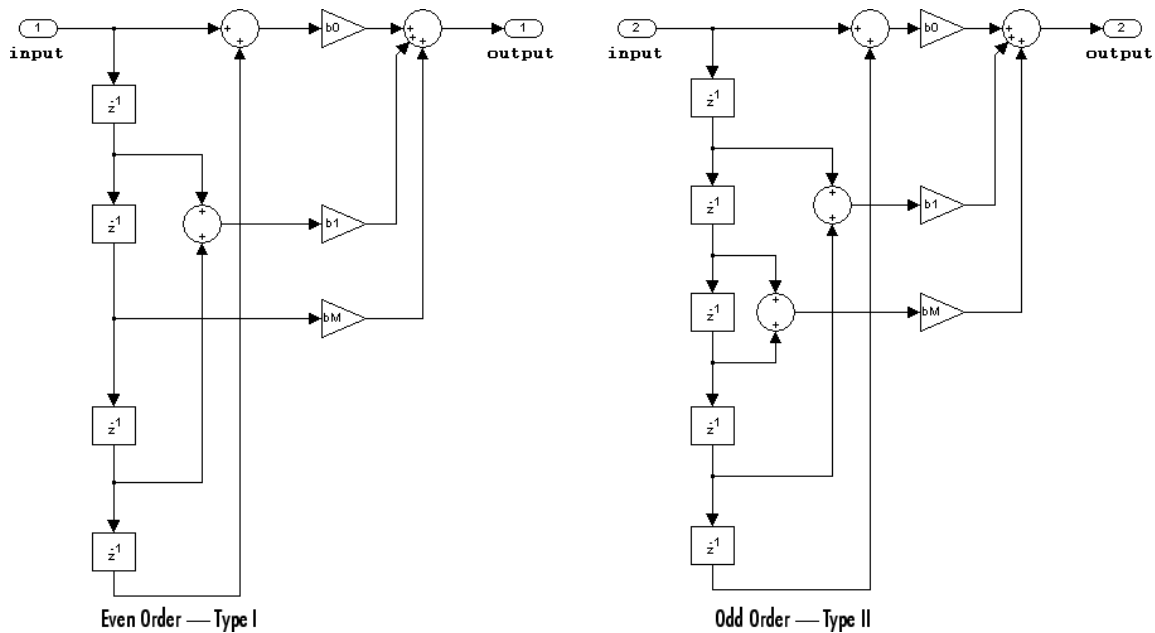 1
input
+
+
b0
+
+
+
1
output
z-1
z-1
+
+
b1
bM
z-1
z-1
Even Order — Type I
2
input
+
+
b0
+
+
+
2
output
z-1
z-1
+
+
b1
z-1
+
+
bM
z-1
z-1
Odd Order — Type II